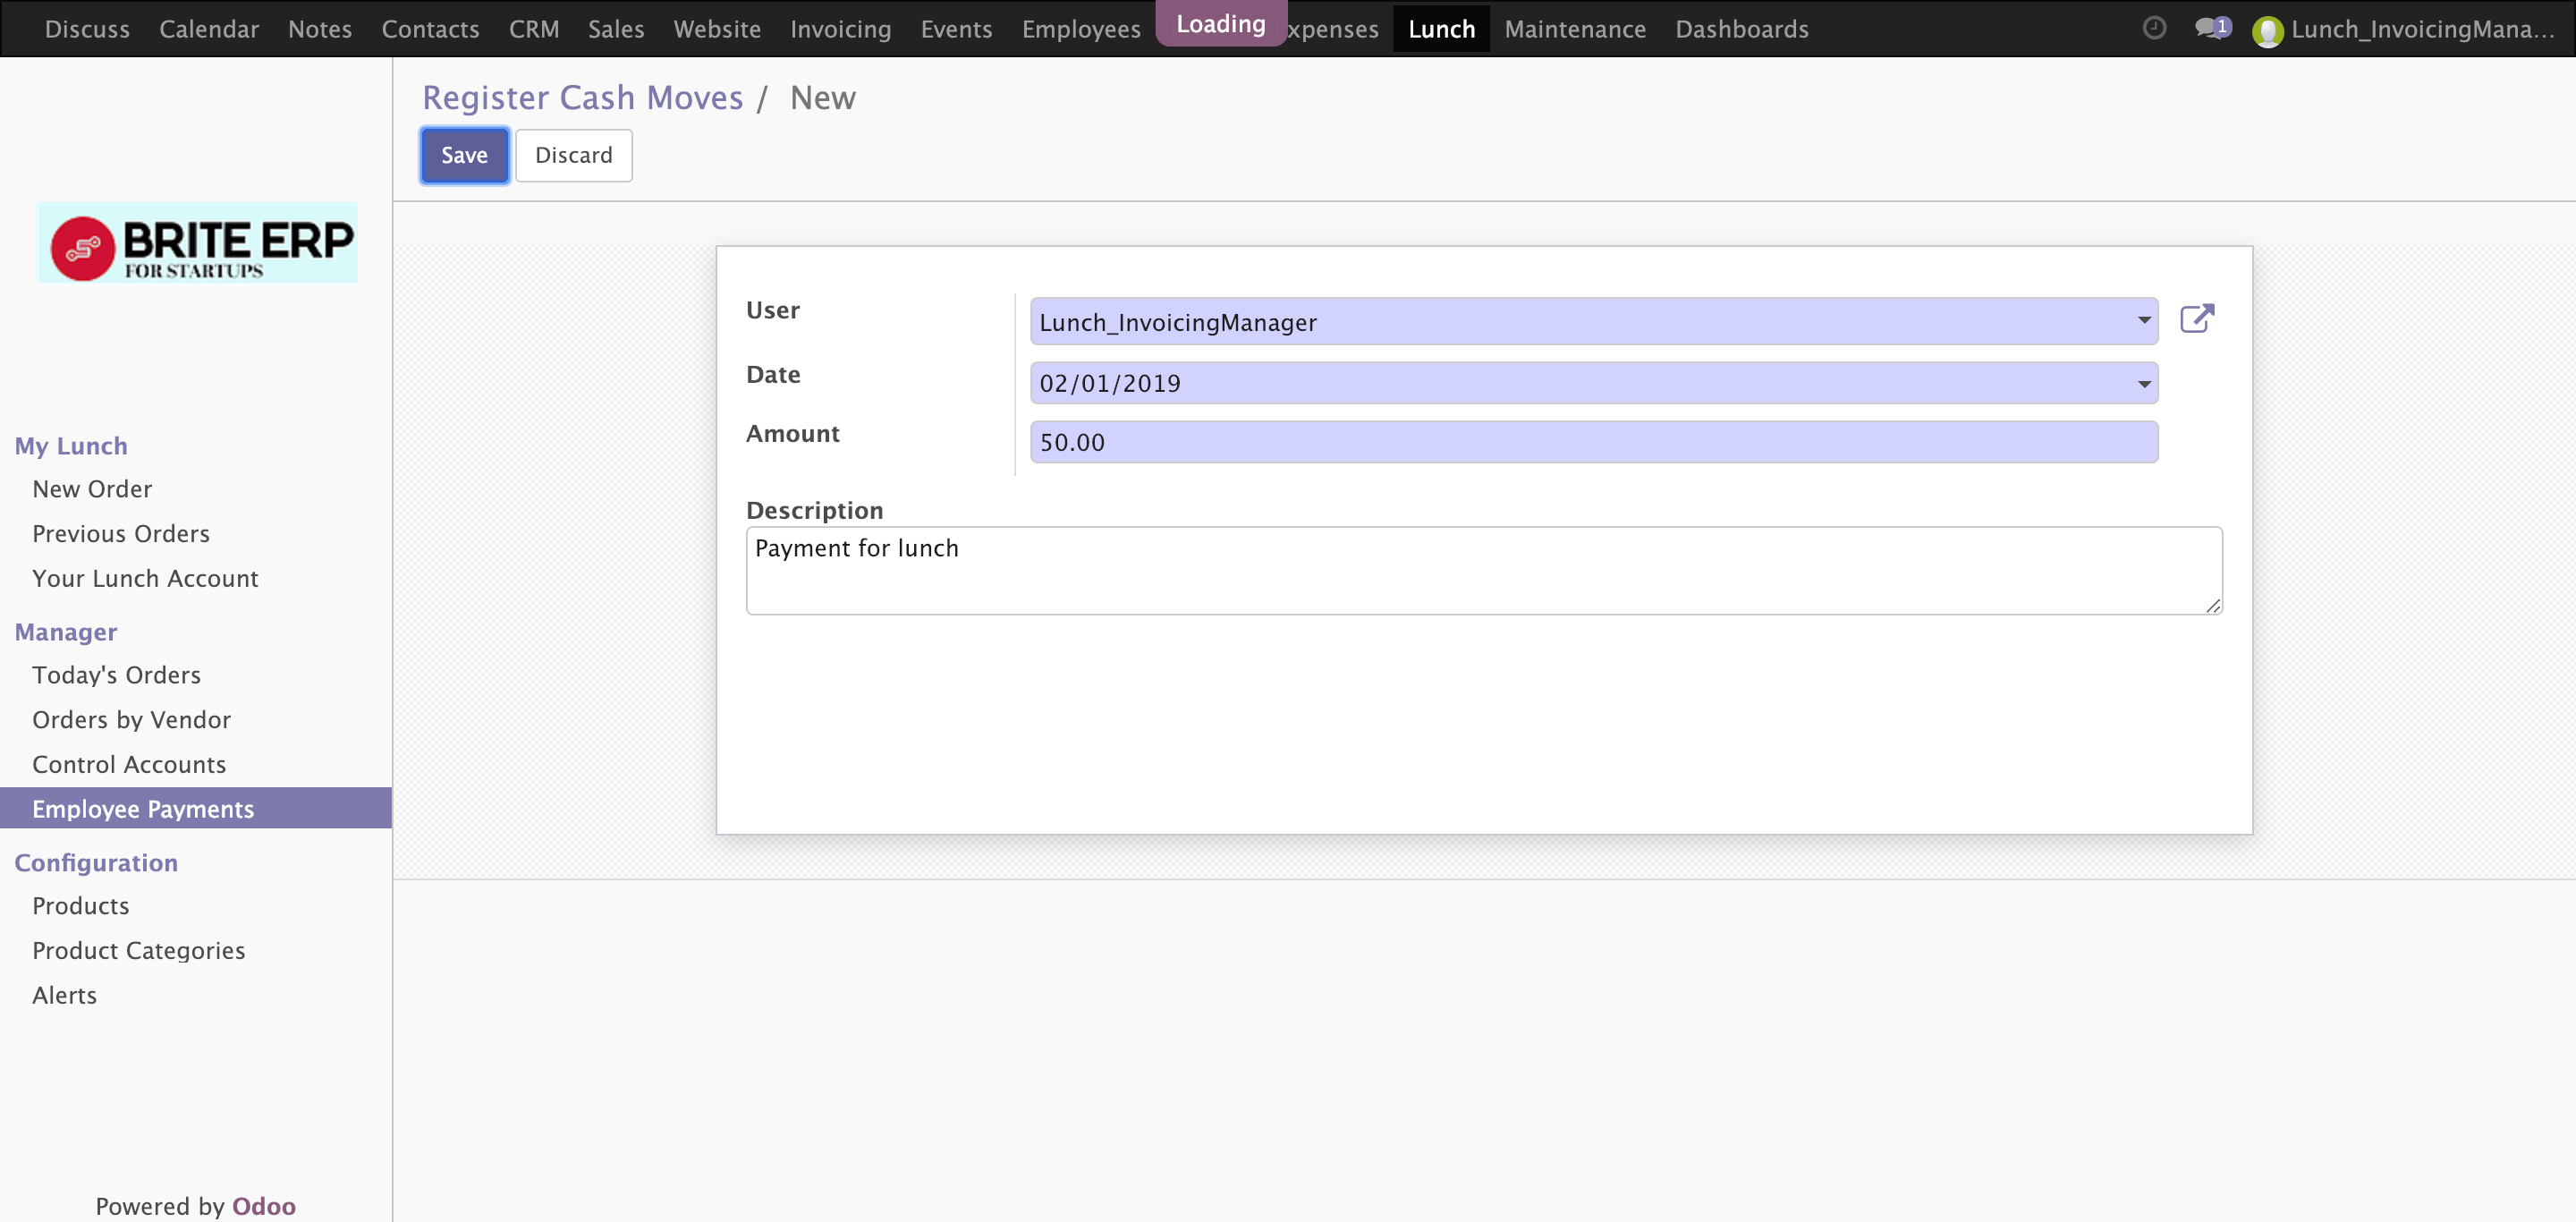 Discuss Calendar Notes Contacts CRM Sales Website Invoicing Events Employees Loading xpenses Lunch Maintenance Dashboards 1 Lunch_InvoicingMana...
Register Cash Moves / New
Save Discard
BRITE ERP
FOR STARTUPS
User Lunch_InvoicingManager
Date 02/01/2019
Amount 50.00
Description
Payment for lunch
My Lunch
New Order
Previous Orders
Your Lunch Account
Manager
Today's Orders
Orders by Vendor
Control Accounts
Employee Payments
Configuration
Products
Product Categories
Alerts
Powered by Odoo